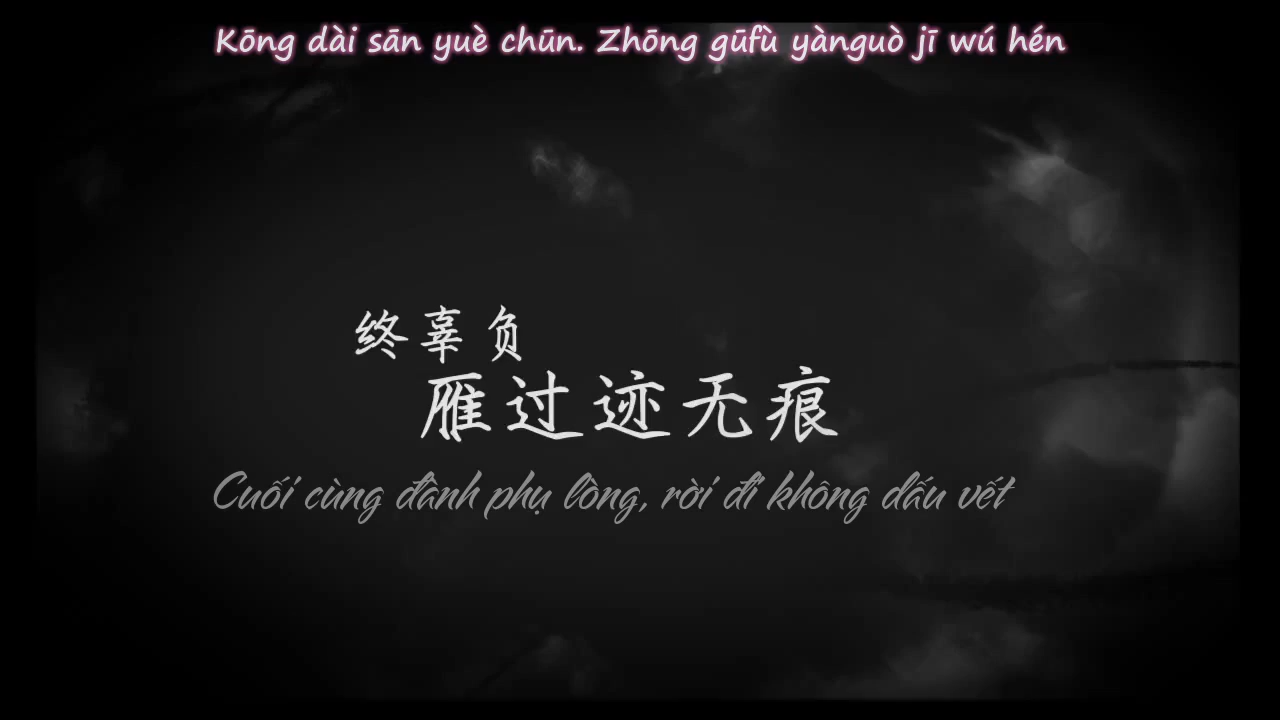 Kōng dài sān yuè chūn. Zhōng gūfù yànguò jī wú hén
终辜负
雁过迹无痕
Cuối cùng đành phụ lòng, rời đi không dấu vết